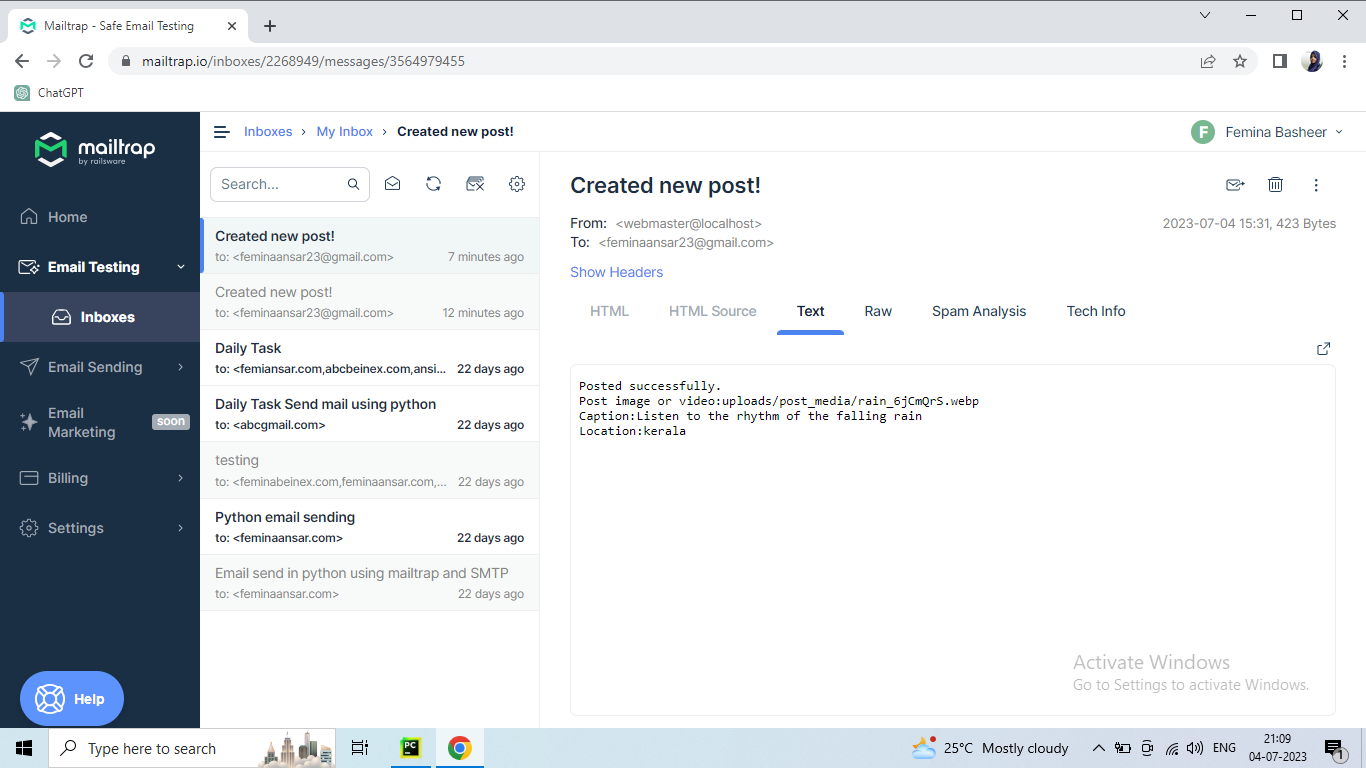 Mailtrap - Safe Email Testing
mailtrap.io/inboxes/2268949/messages/3564979455
ChatGPT
mailtrap
by railsware
Inboxes › My Inbox › Created new post!
F Femina Basheer
Home
Email Testing
Inboxes
Email Sending
Email
Marketing
soon
Billing
Settings
Help
Search...
Created new post!
to: <feminaansar23@gmail.com> 7 minutes ago
Created new post!
to: <feminaansar23@gmail.com> 12 minutes ago
Daily Task
to: <femiansar.com,abcbeinex.com,ansi... 22 days ago
Daily Task Send mail using python
to: <abcgmail.com> 22 days ago
testing
to: <feminabeinex.com,feminaansar.com,... 22 days ago
Python email sending
to: <feminaansar.com> 22 days ago
Email send in python using mailtrap and SMTP
to: <feminaansar.com> 22 days ago
Created new post!
From: <webmaster@localhost> 2023-07-04 15:31, 423 Bytes
To: <feminaansar23@gmail.com>
Show Headers
HTML HTML Source Text Raw Spam Analysis Tech Info
Posted successfully.
Post image or video:uploads/post_media/rain_6jCmQrS.webp
Caption:Listen to the rhythm of the falling rain
Location:kerala
Activate Windows
Go to Settings to activate Windows.
Type here to search
PC
25°C Mostly cloudy
ENG
21:09
04-07-2023
1